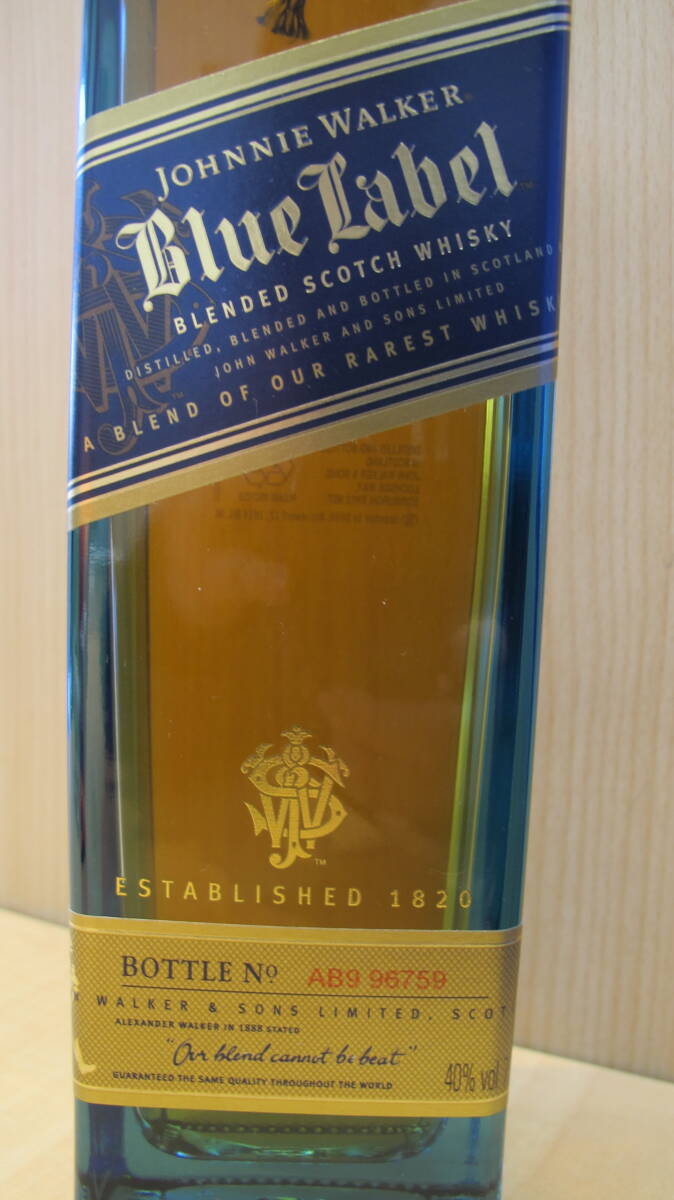 JOHNNIE WALKER
Blue Label™
BLENDED SCOTCH WHISKY
DISTILLED, BLENDED AND BOTTLED IN SCOTLAND
JOHN WALKER AND SONS LIMITED
A BLEND OF OUR RAREST WHISK
TM
ESTABLISHED 1820
BOTTLE Nº AB9 96759
WALKER & SONS LIMITED, SCOT
ALEXANDER WALKER IN 1888 STATED
"Our blend cannot be beat"
GUARANTEED THE SAME QUALITY THROUGHOUT THE WORLD
40% vol